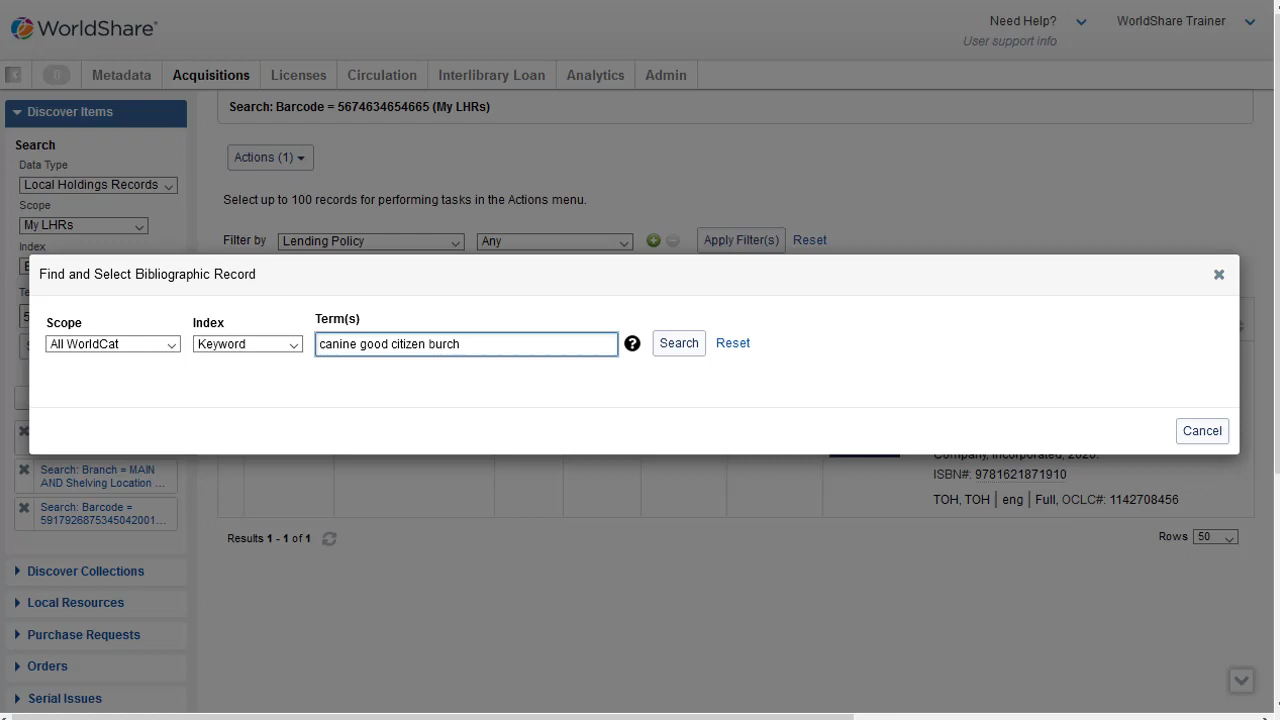 WorldShare®
Need Help?
WorldShare Trainer
User support info
0
Metadata
Acquisitions
Licenses
Circulation
Interlibrary Loan
Analytics
Admin
Discover Items
Search
Data Type
Local Holdings Records
Scope
My LHRs
Index
Search: Barcode = 5674634654665 (My LHRs)
Actions (1)
Select up to 100 records for performing tasks in the Actions menu.
Filter by
Lending Policy
Any
Apply Filter(s)
Reset
Find and Select Bibliographic Record
Scope
Index
Term(s)
All WorldCat
Keyword
canine good citizen burch
Search
Reset
Cancel
Search: Branch = MAIN
AND Shelving Location ...
Search: Barcode =
5917926875345042001...
Company, Incorporated, 2020.
ISBN#: 9781621871910
TOH, TOH | eng | Full, OCLC#: 1142708456
Results 1 - 1 of 1
Rows
50
Discover Collections
Local Resources
Purchase Requests
Orders
Serial Issues